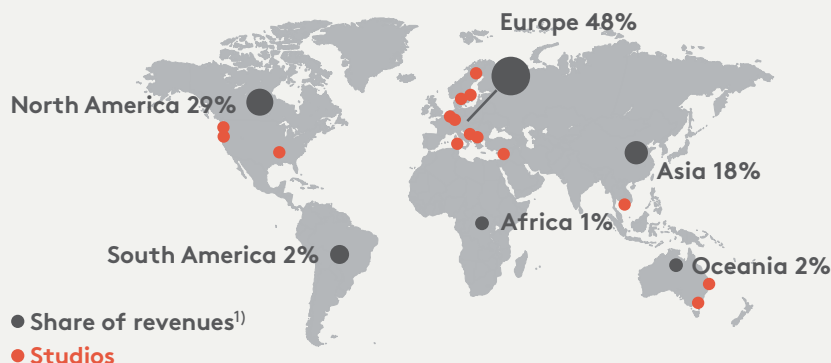 Europe 48%
North America 29%
Asia 18%
Africa 1%
South America 2%
Oceania 2%
Share of revenues¹⁾
Studios